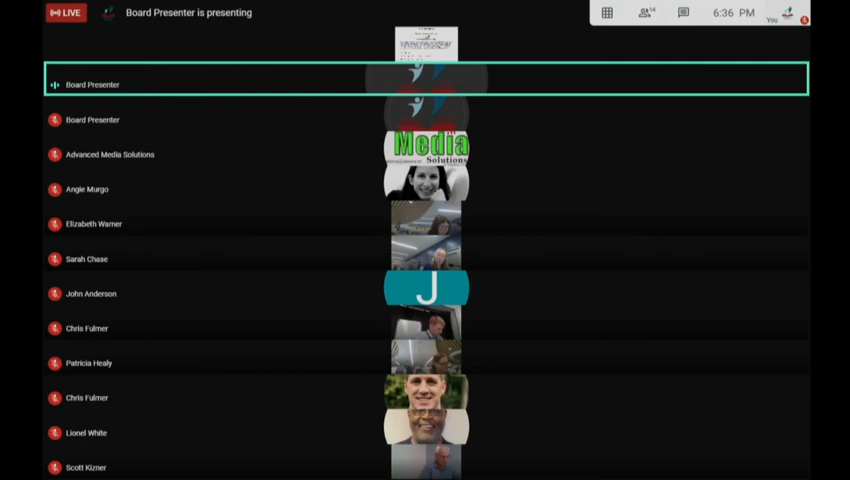 LIVE
Board Presenter is presenting
14
6:36 PM
You
Board Presenter
Board Presenter
Advanced Media Solutions
Media
Solutions
Angie Murgo
Elizabeth Warner
Sarah Chase
John Anderson
J
Chris Fulmer
Patricia Healy
Chris Fulmer
Lionel White
Scott Kizner